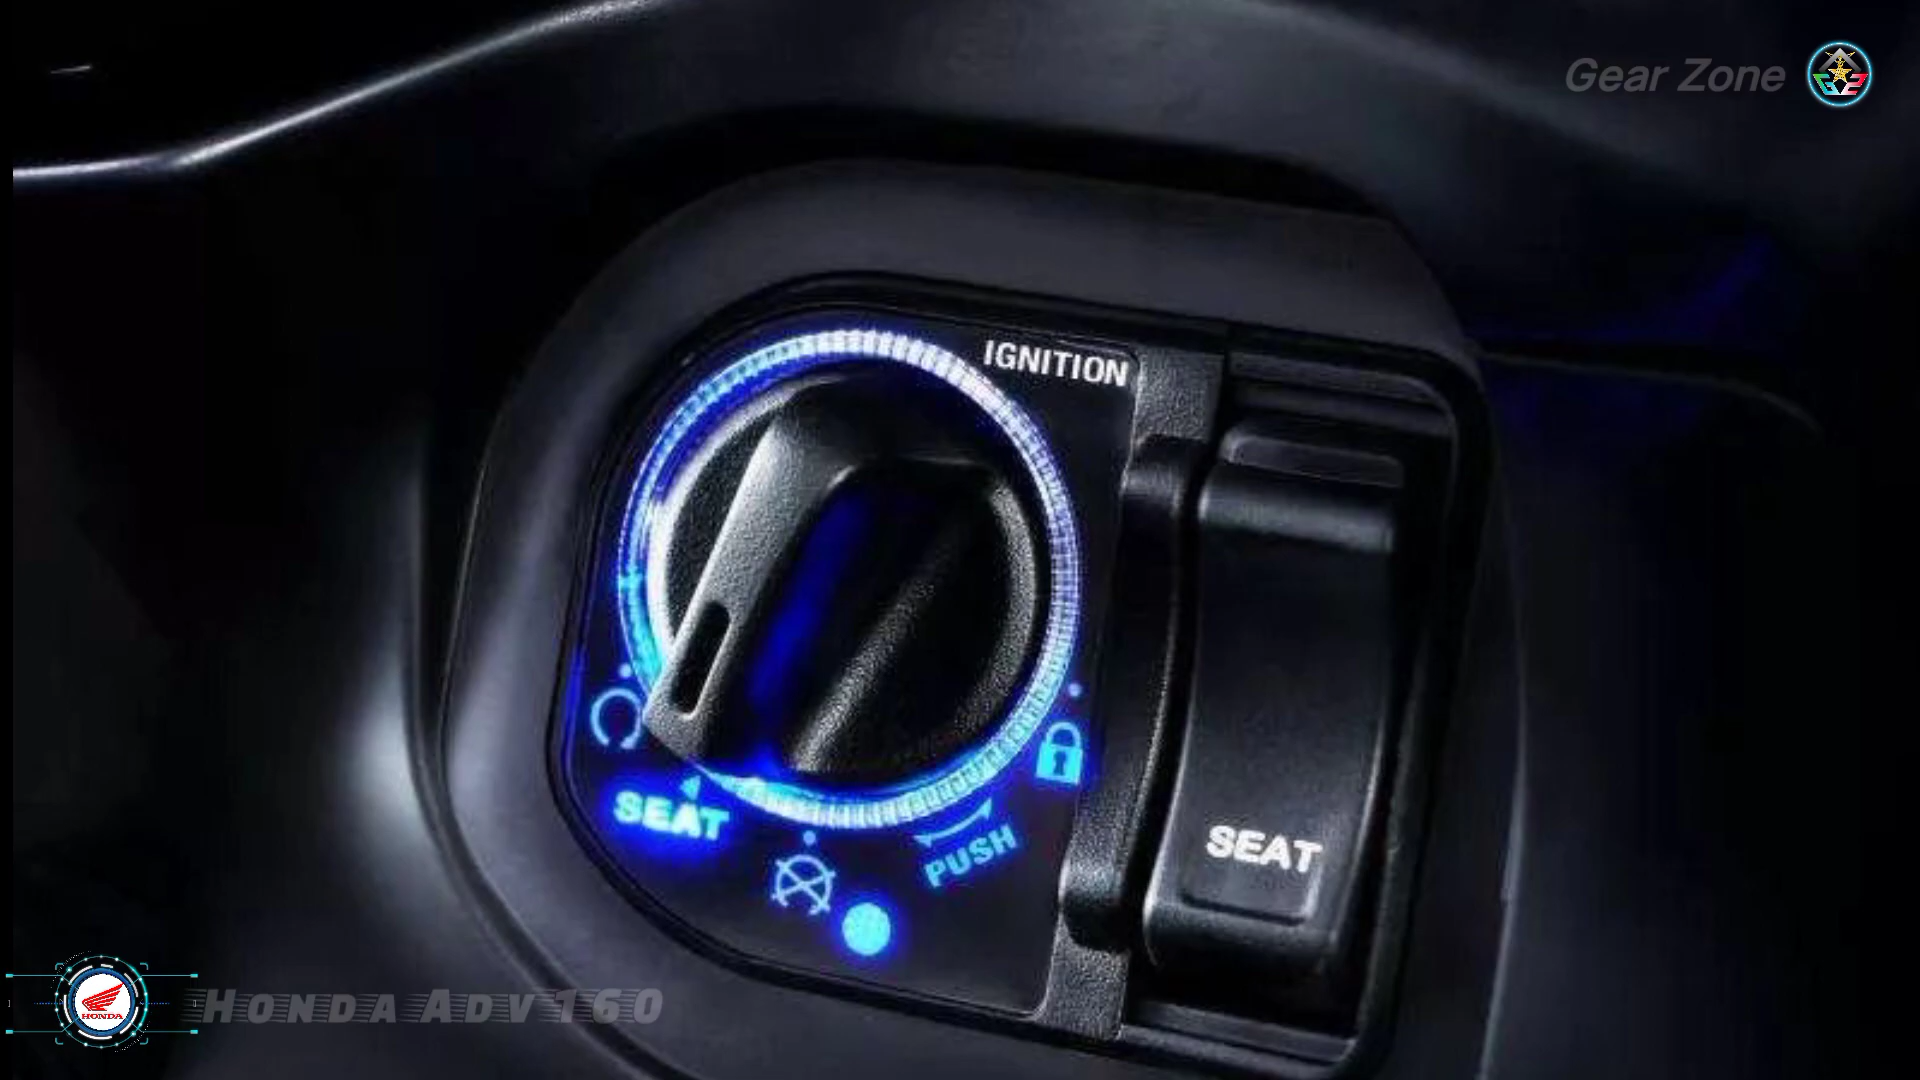 Gear Zone
IGNITION
SEAT
PUSH
SEAT
HONDA
HONDA ADV 160